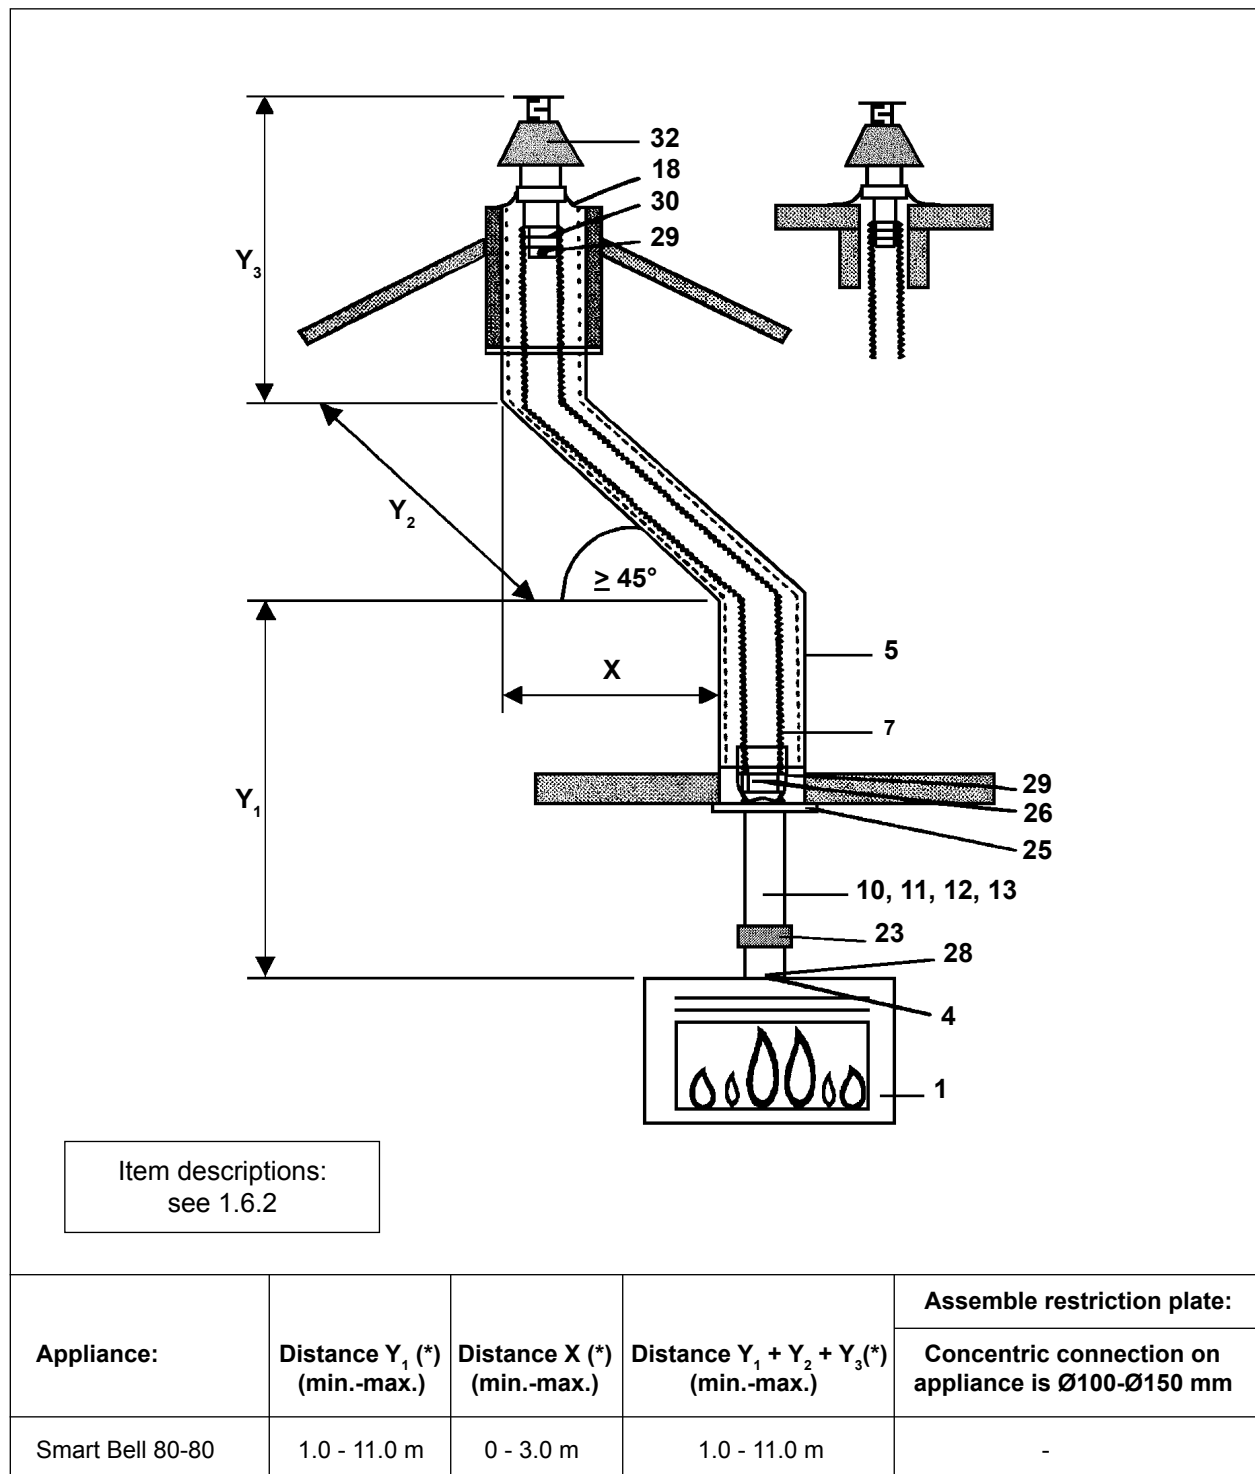 32
18
30
29
Y3
Y2
≥ 45°
5
X
7
29
Y1
26
25
10, 11, 12, 13
23
28
4
1
Item descriptions:
see 1.6.2
Assemble restriction plate:
Appliance:
Distance Y1 (*)
(min.-max.)
Distance X (*)
(min.-max.)
Distance Y1 + Y2 + Y3(*)
(min.-max.)
Concentric connection on
appliance is Ø100-Ø150 mm
Smart Bell 80-80
1.0 - 11.0 m
0 - 3.0 m
1.0 - 11.0 m
-